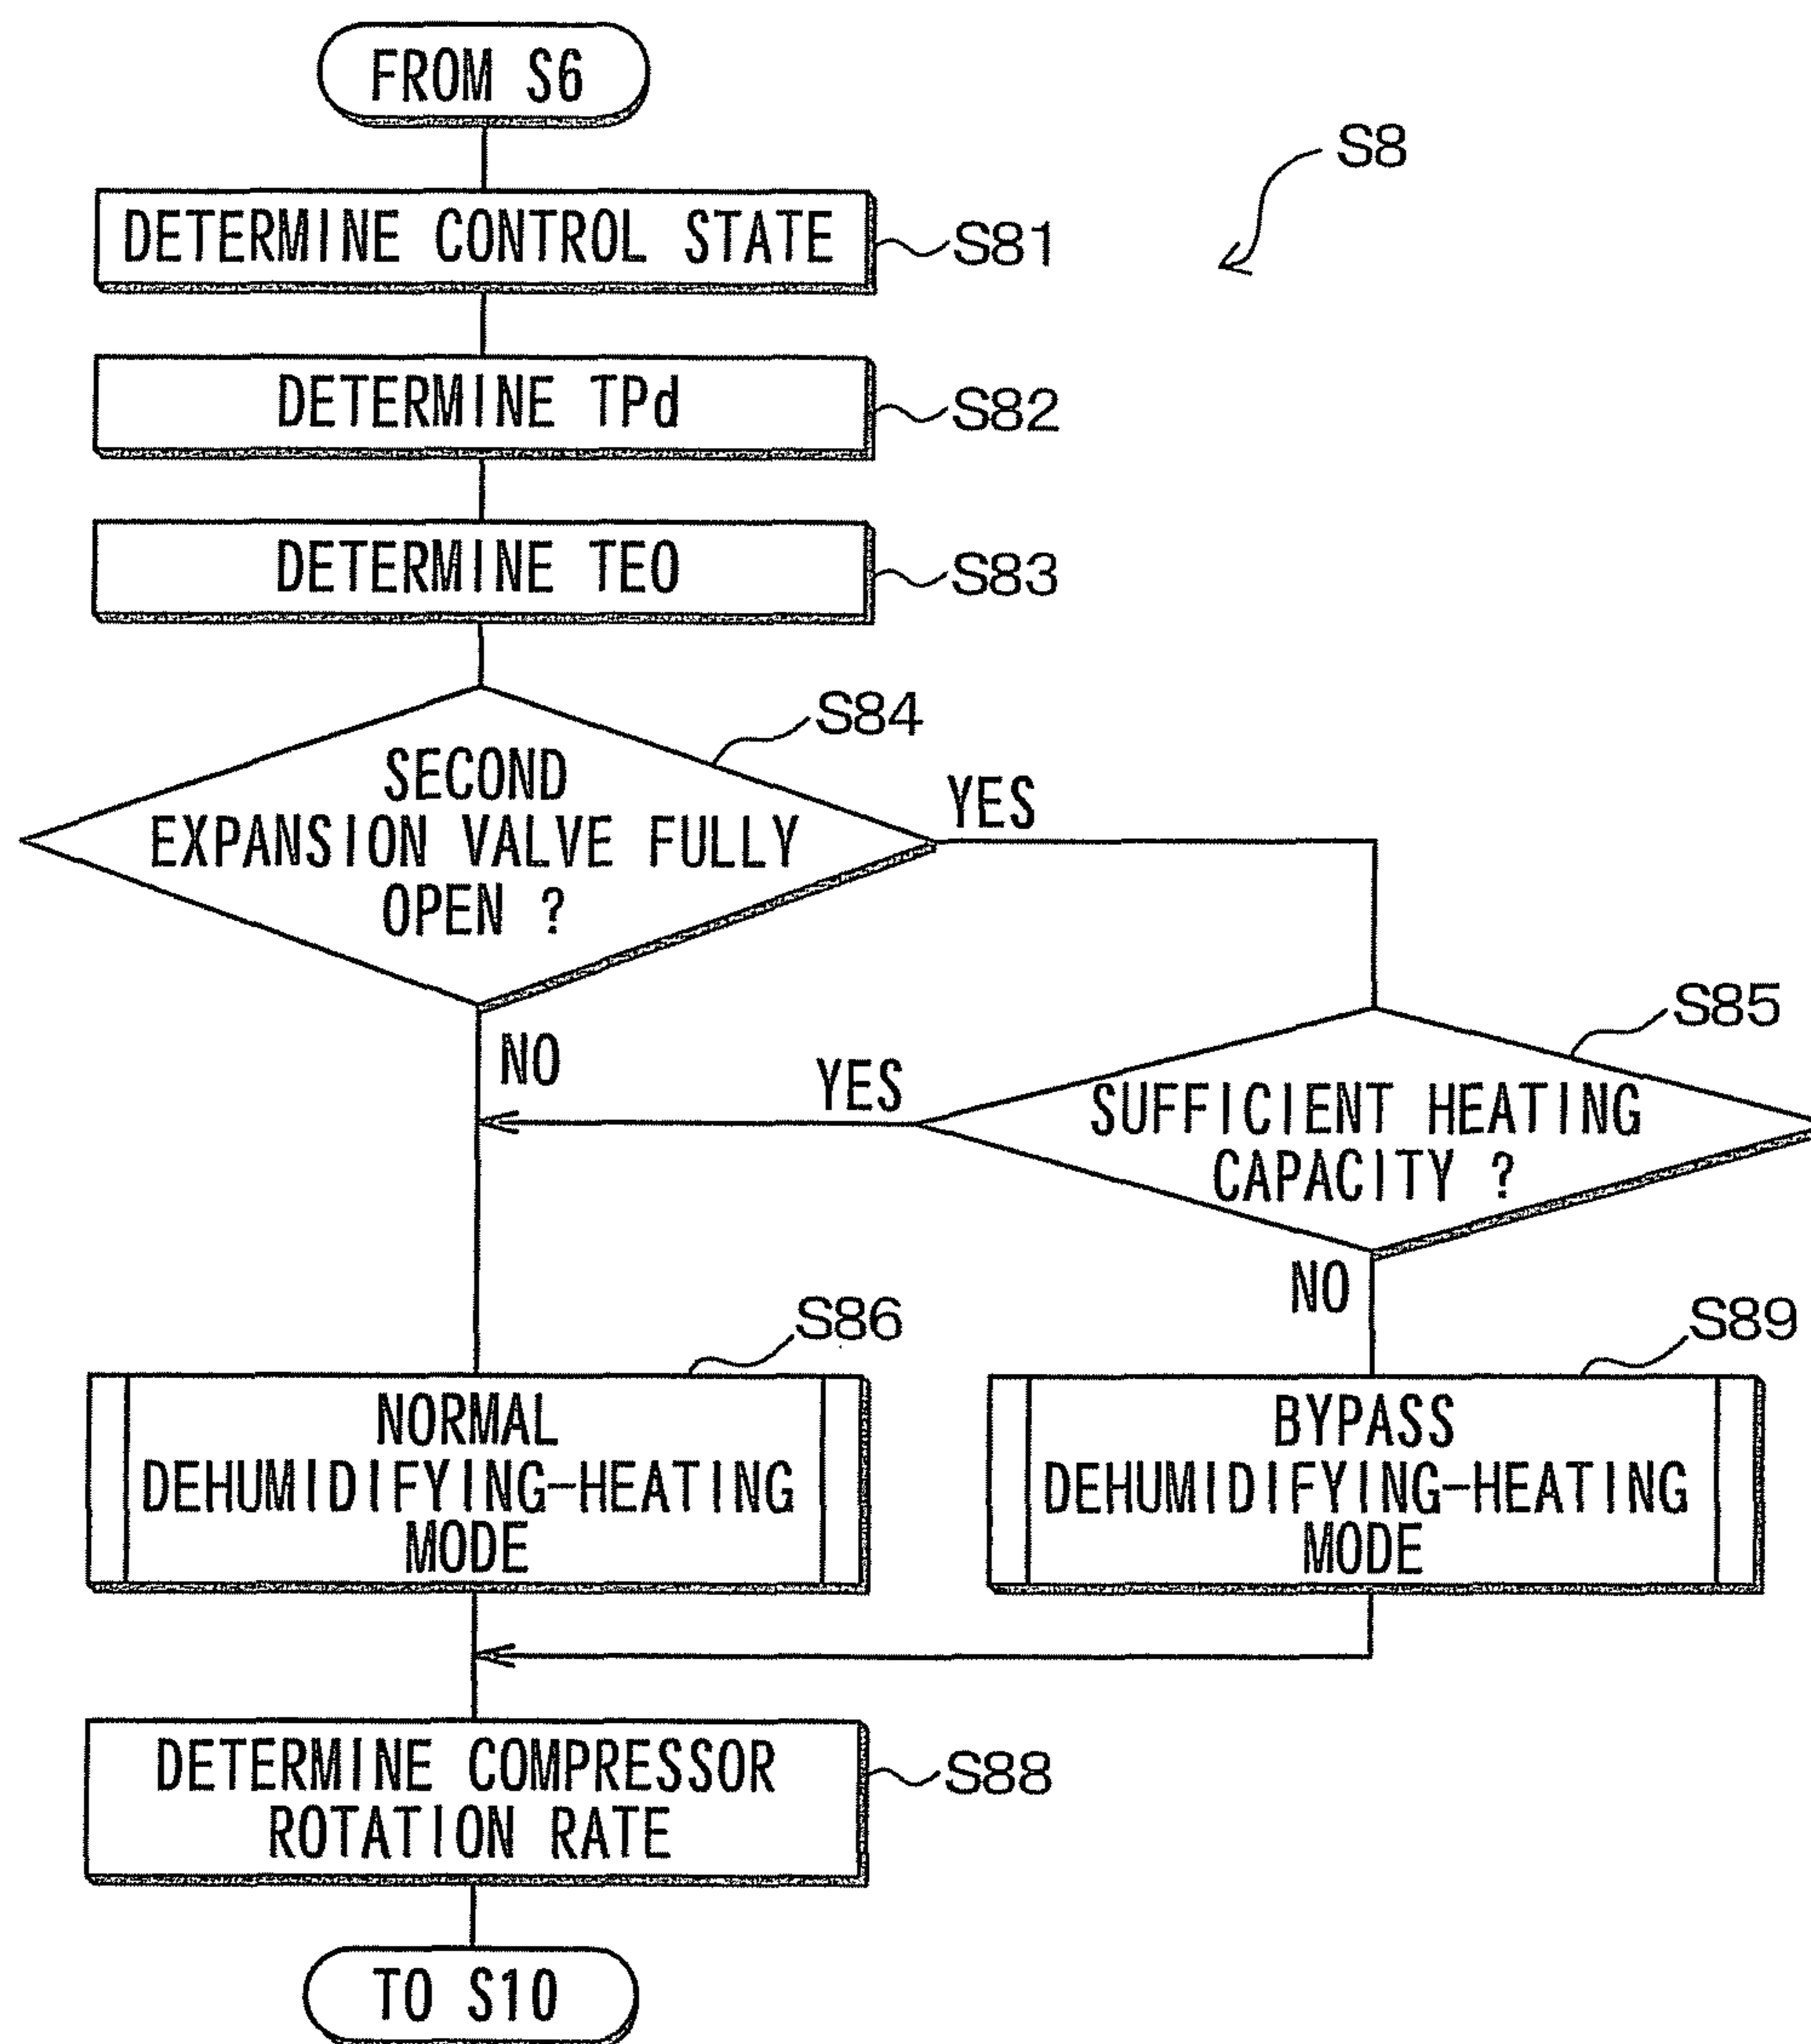 FROM S6
S8
DETERMINE CONTROL STATE
S81
DETERMINE TPd
S82
DETERMINE TEO
S83
S84
SECOND
EXPANSION VALVE FULLY
OPEN ?
YES
NO
S85
SUFFICIENT HEATING
CAPACITY ?
YES
NO
S86
NORMAL
DEHUMIDIFYING-HEATING
MODE
S89
BYPASS
DEHUMIDIFYING-HEATING
MODE
DETERMINE COMPRESSOR
ROTATION RATE
S88
TO S10